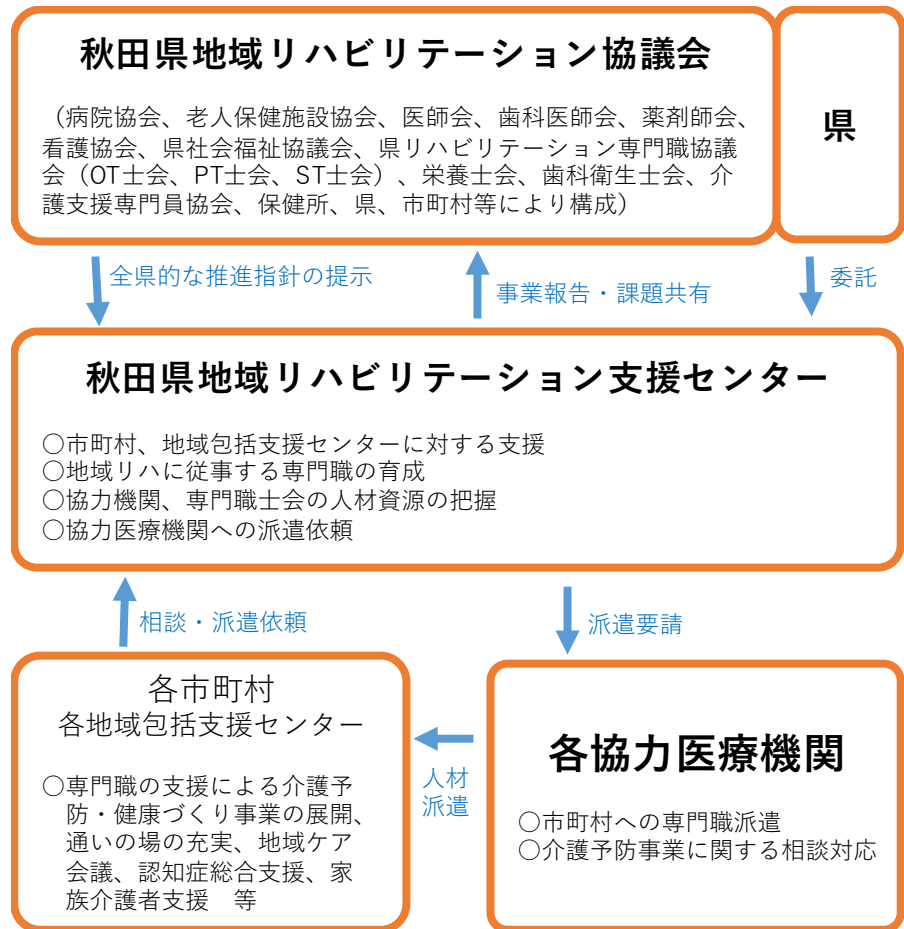 秋田県地域リハビリテーション協議会
（病院協会、老人保健施設協会、医師会、歯科医師会、薬剤師会、
看護協会、県社会福祉協議会、県リハビリテーション専門職協議
会（OT士会、PT士会、ST士会）、栄養士会、歯科衛生士会、介
護支援専門員協会、保健所、県、市町村等により構成）
県
全県的な推進指針の提示
事業報告・課題共有
委託
秋田県地域リハビリテーション支援センター
○市町村、地域包括支援センターに対する支援
○地域リハに従事する専門職の育成
○協力機関、専門職士会の人材資源の把握
○協力医療機関への派遣依頼
相談・派遣依頼
派遣要請
各市町村
各地域包括支援センター
○専門職の支援による介護予
防・健康づくり事業の展開、
通いの場の充実、地域ケア
会議、認知症総合支援、家
族介護者支援　等
人材
派遣
各協力医療機関
○市町村への専門職派遣
○介護予防事業に関する相談対応